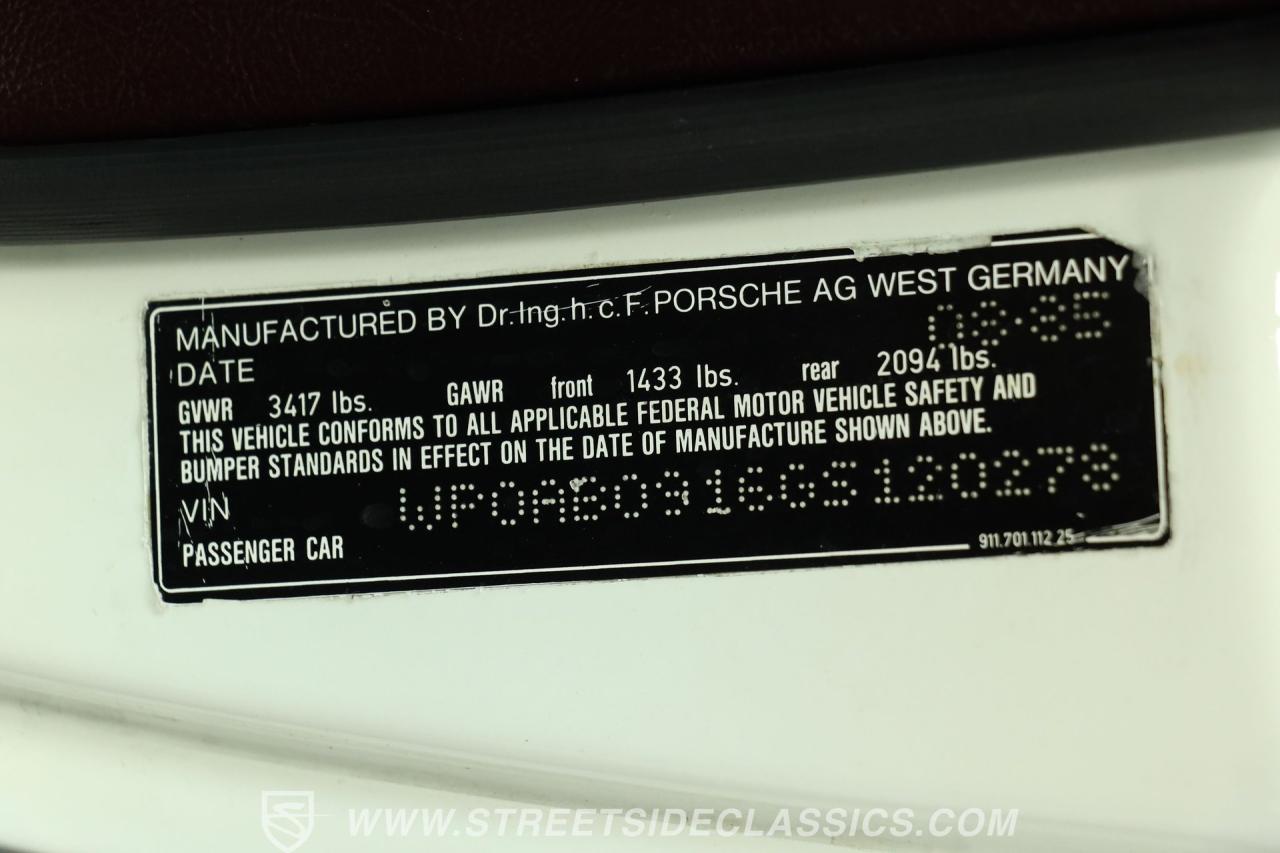 MANUFACTURED BY Dr.Ing.h.c.F.PORSCHE AG WEST GERMANY
DATE 08·85
GVWR 3417 lbs. GAWR front 1433 lbs. rear 2094 lbs.
THIS VEHICLE CONFORMS TO ALL APPLICABLE FEDERAL MOTOR VEHICLE SAFETY AND
BUMPER STANDARDS IN EFFECT ON THE DATE OF MANUFACTURE SHOWN ABOVE.
VIN WP0AB0916GS120278
PASSENGER CAR 911.701.112 25
WWW.STREETSIDECLASSICS.COM